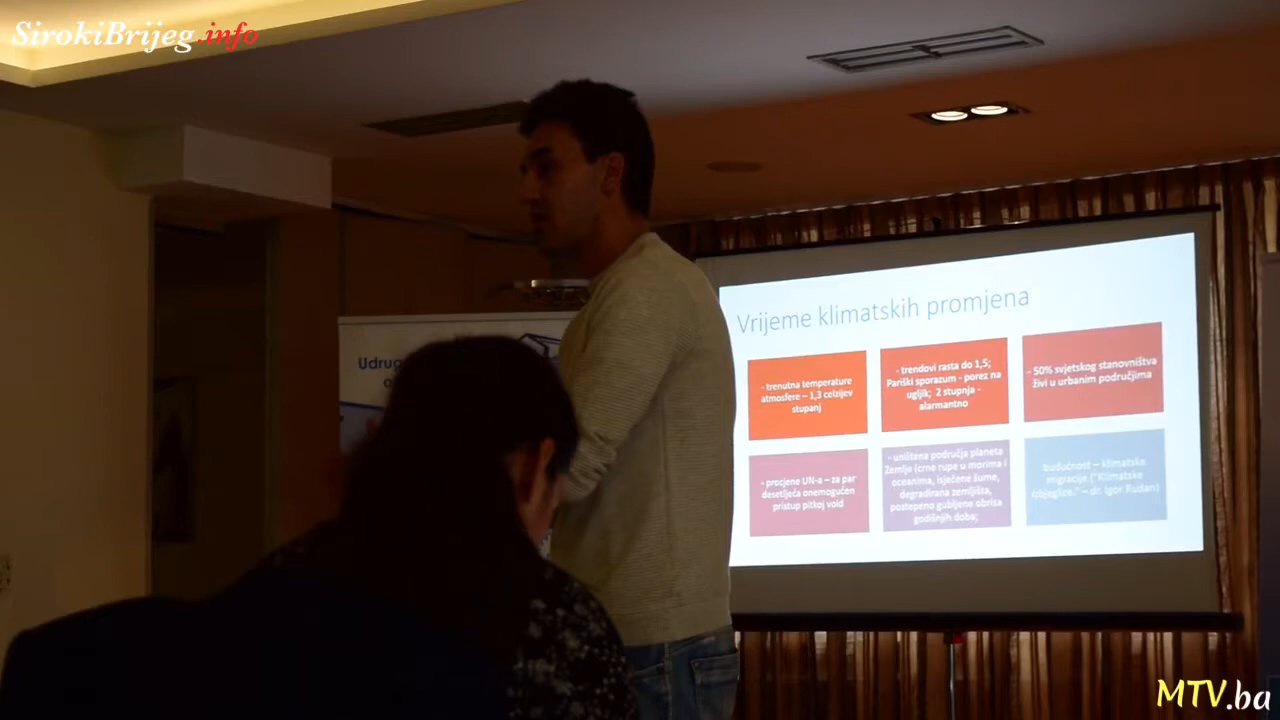 SirokiBrijeg.info
Udrug
Vrijeme klimatskih promjena
- trenutna temperature
atmosfere – 1,3 celzijev
stupanj
- trendovi rasta do 1,5;
Pariški sporazum - porez na
ugljik; 2 stupnja -
alarmantno
- 50% svjetskog stanovništva
živi u urbanim područjima
- procjene UN-a – za par
desetljeća onemogućen
pristup pitkoj vodi
- uništena područja planeta
Zemlje (crne rupe u morima i
oceanima, isječene šume,
degradirana zemljišta,
postepeno gubljene obrisa
godišnjih doba;
budućnost – klimatske
migracije ("Klimatske
izbjeglice." – dr. Igor Rudan)
MTV.ba